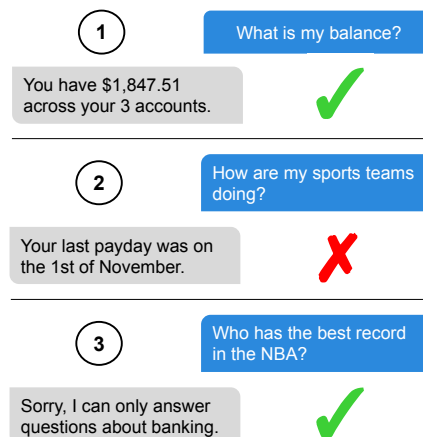 1
What is my balance?
You have $1,847.51
across your 3 accounts.
2
How are my sports teams
doing?
Your last payday was on
the 1st of November.
3
Who has the best record
in the NBA?
Sorry, I can only answer
questions about banking.